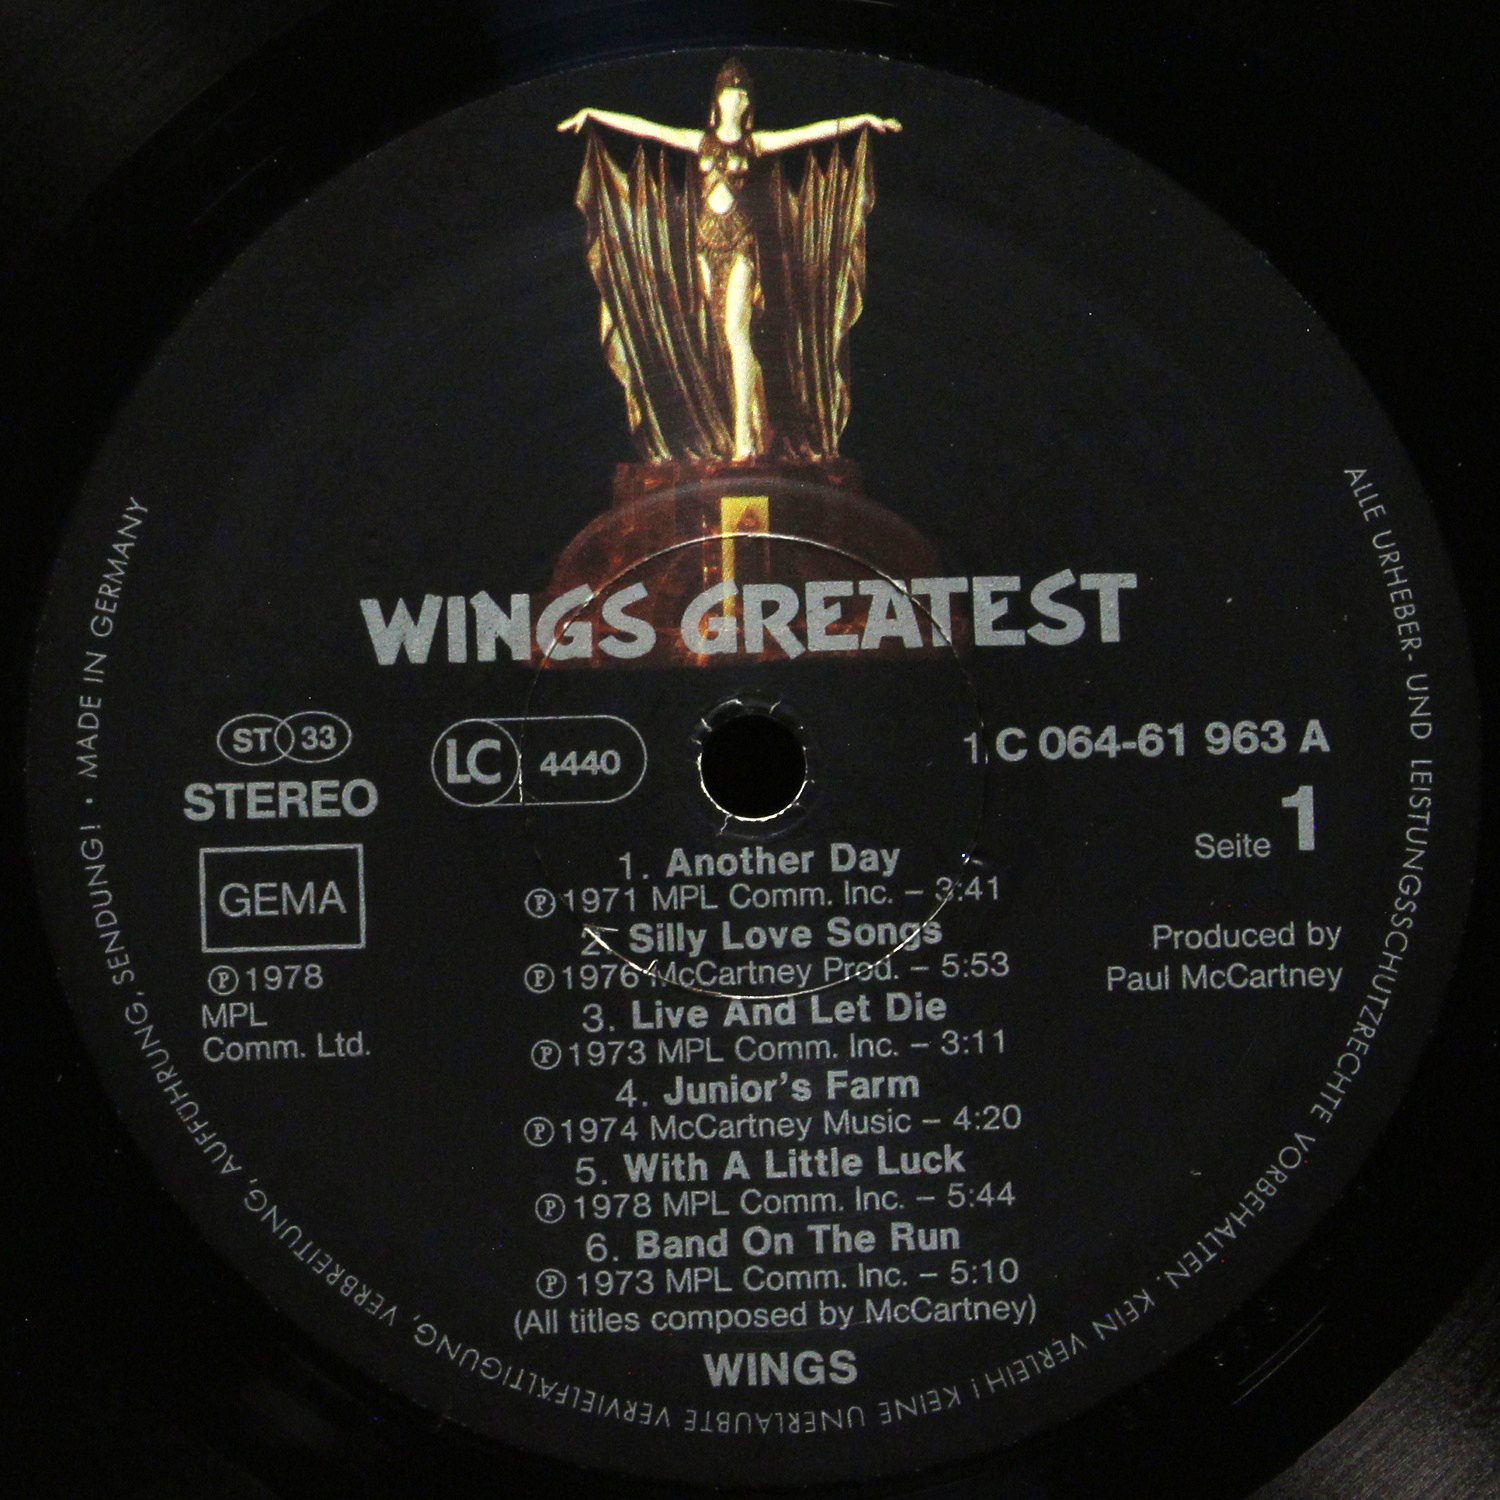 WINGS GREATEST
ST 33
STEREO
LC 4440
1 C 064-61 963 A
Seite 1
GEMA
℗ 1978
MPL
Comm. Ltd.
Produced by
Paul McCartney
1. Another Day
℗ 1971 MPL Comm. Inc. – 3:41
2. Silly Love Songs
℗ 1976 McCartney Prod. – 5:53
3. Live And Let Die
℗ 1973 MPL Comm. Inc. – 3:11
4. Junior's Farm
℗ 1974 McCartney Music – 4:20
5. With A Little Luck
℗ 1978 MPL Comm. Inc. – 5:44
6. Band On The Run
℗ 1973 MPL Comm. Inc. – 5:10
(All titles composed by McCartney)
WINGS
ALLE URHEBER- UND LEISTUNGSSCHUTZRECHTE VORBEHALTEN. KEIN VERLEIH! KEINE UNERLAUBTE VERVIELFÄLTIGUNG, VERBREITUNG, AUFFÜHRUNG, SENDUNG! · MADE IN GERMANY